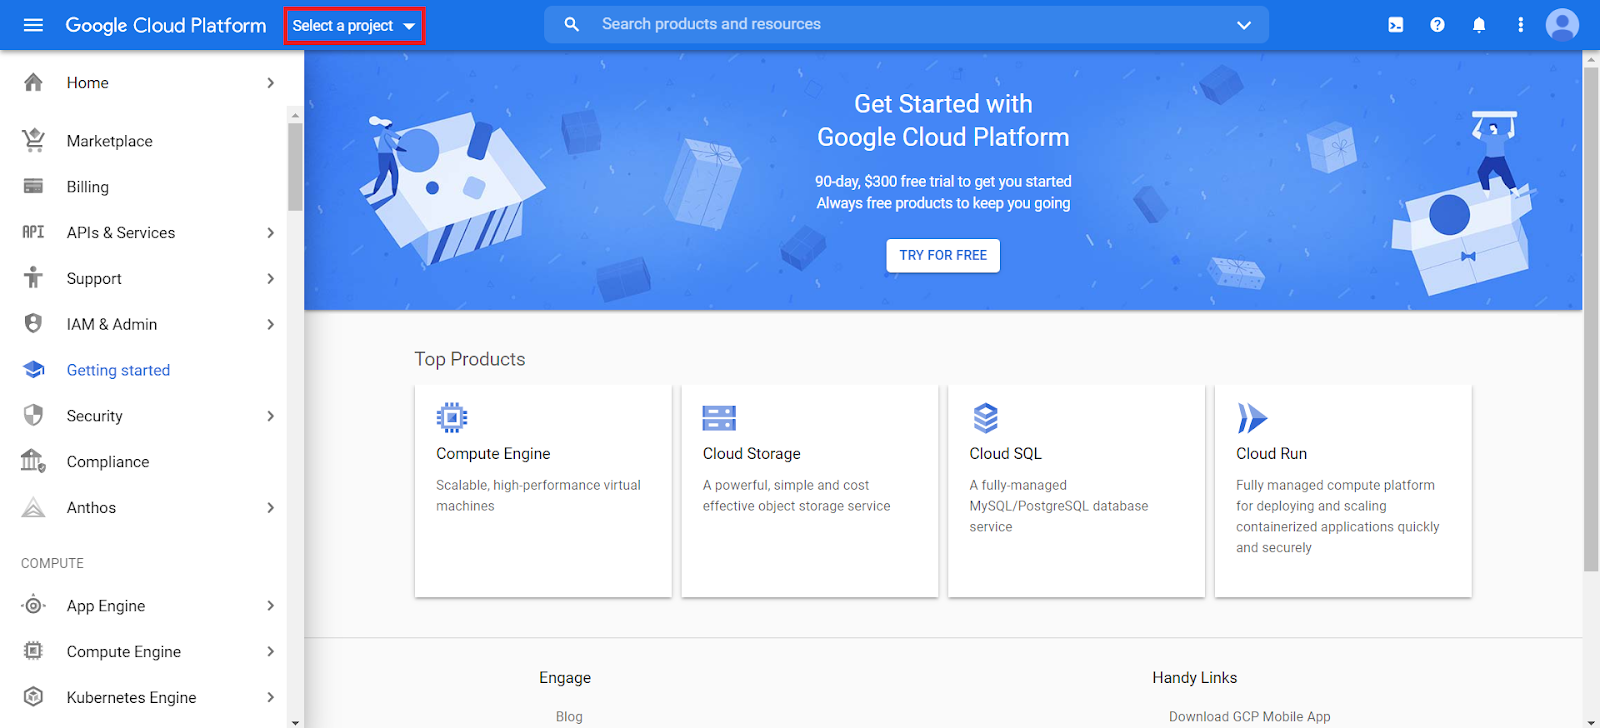 Google Cloud Platform
Select a project
Search products and resources
Home
Marketplace
Billing
API
APIs & Services
Support
IAM & Admin
Getting started
Security
Compliance
Anthos
COMPUTE
App Engine
Compute Engine
Kubernetes Engine
Get Started with
Google Cloud Platform
90-day, $300 free trial to get you started
Always free products to keep you going
TRY FOR FREE
Top Products
Compute Engine
Scalable, high-performance virtual
machines
Cloud Storage
A powerful, simple and cost
effective object storage service
Cloud SQL
A fully-managed
MySQL/PostgreSQL database
service
Cloud Run
Fully managed compute platform
for deploying and scaling
containerized applications quickly
and securely
Engage
Blog
Handy Links
Download GCP Mobile App